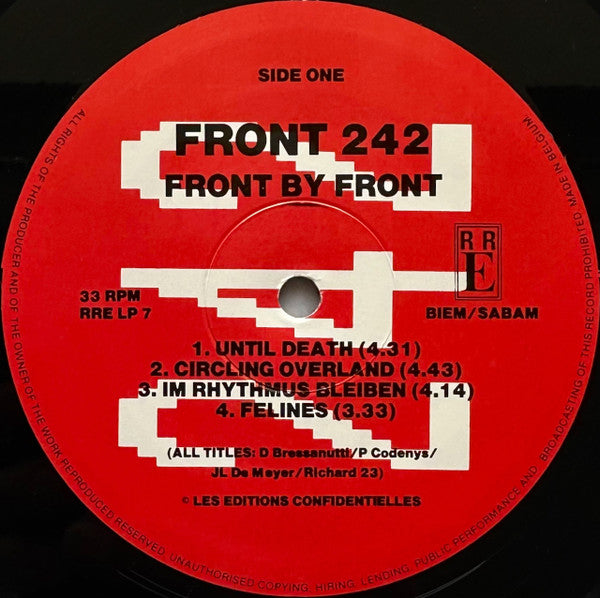 SIDE ONE
FRONT 242
FRONT BY FRONT
R R
E
33 RPM
RRE LP 7
BIEM/SABAM
1. UNTIL DEATH (4.31)
2. CIRCLING OVERLAND (4.43)
3. IM RHYTHMUS BLEIBEN (4.14)
4. FELINES (3.33)
(ALL TITLES: D Bressanutti/P Codenys/
JL De Meyer/Richard 23)
© LES EDITIONS CONFIDENTIELLES
ALL RIGHTS OF THE PRODUCER AND OF THE OWNER OF THE WORK REPRODUCED RESERVED. UNAUTHORISED COPYING, HIRING, LENDING, PUBLIC PERFORMANCE AND BROADCASTING OF THIS RECORD PROHIBITED. MADE IN BELGIUM.